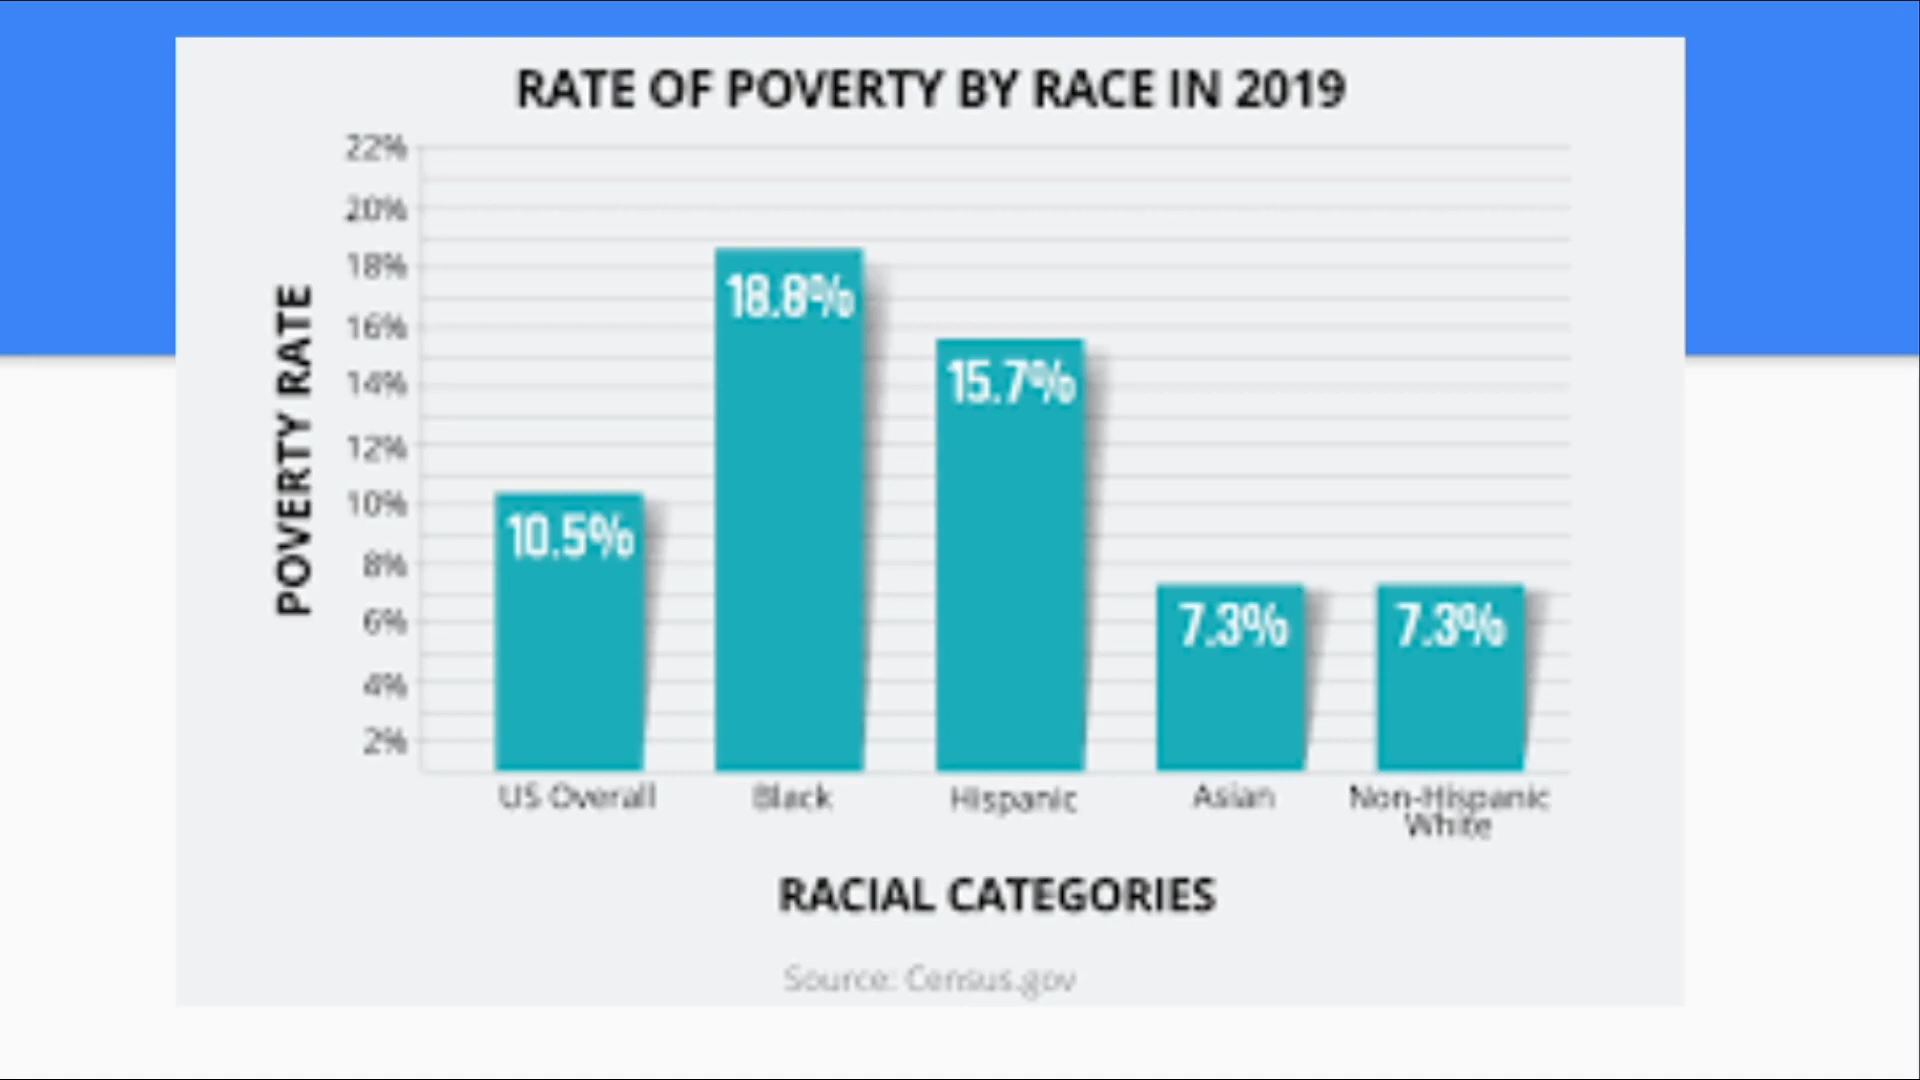 RATE OF POVERTY BY RACE IN 2019
22%
20%
18%
16%
14%
12%
10%
8%
6%
4%
2%
POVERTY RATE
10.5%
18.8%
15.7%
7.3%
7.3%
US Overall
Black
Hispanic
Asian
Non-Hispanic
White
RACIAL CATEGORIES
Source: Census.gov